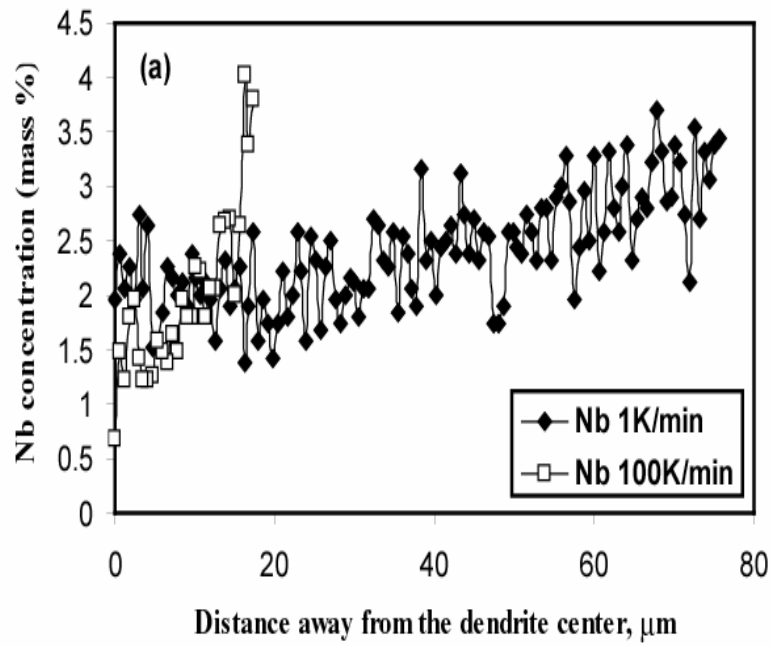 Nb concentration (mass %)
4.5
4
3.5
3
2.5
2
1.5
1
0.5
0
(a)
Nb 1K/min
Nb 100K/min
0 20 40 60 80
Distance away from the dendrite center, μm